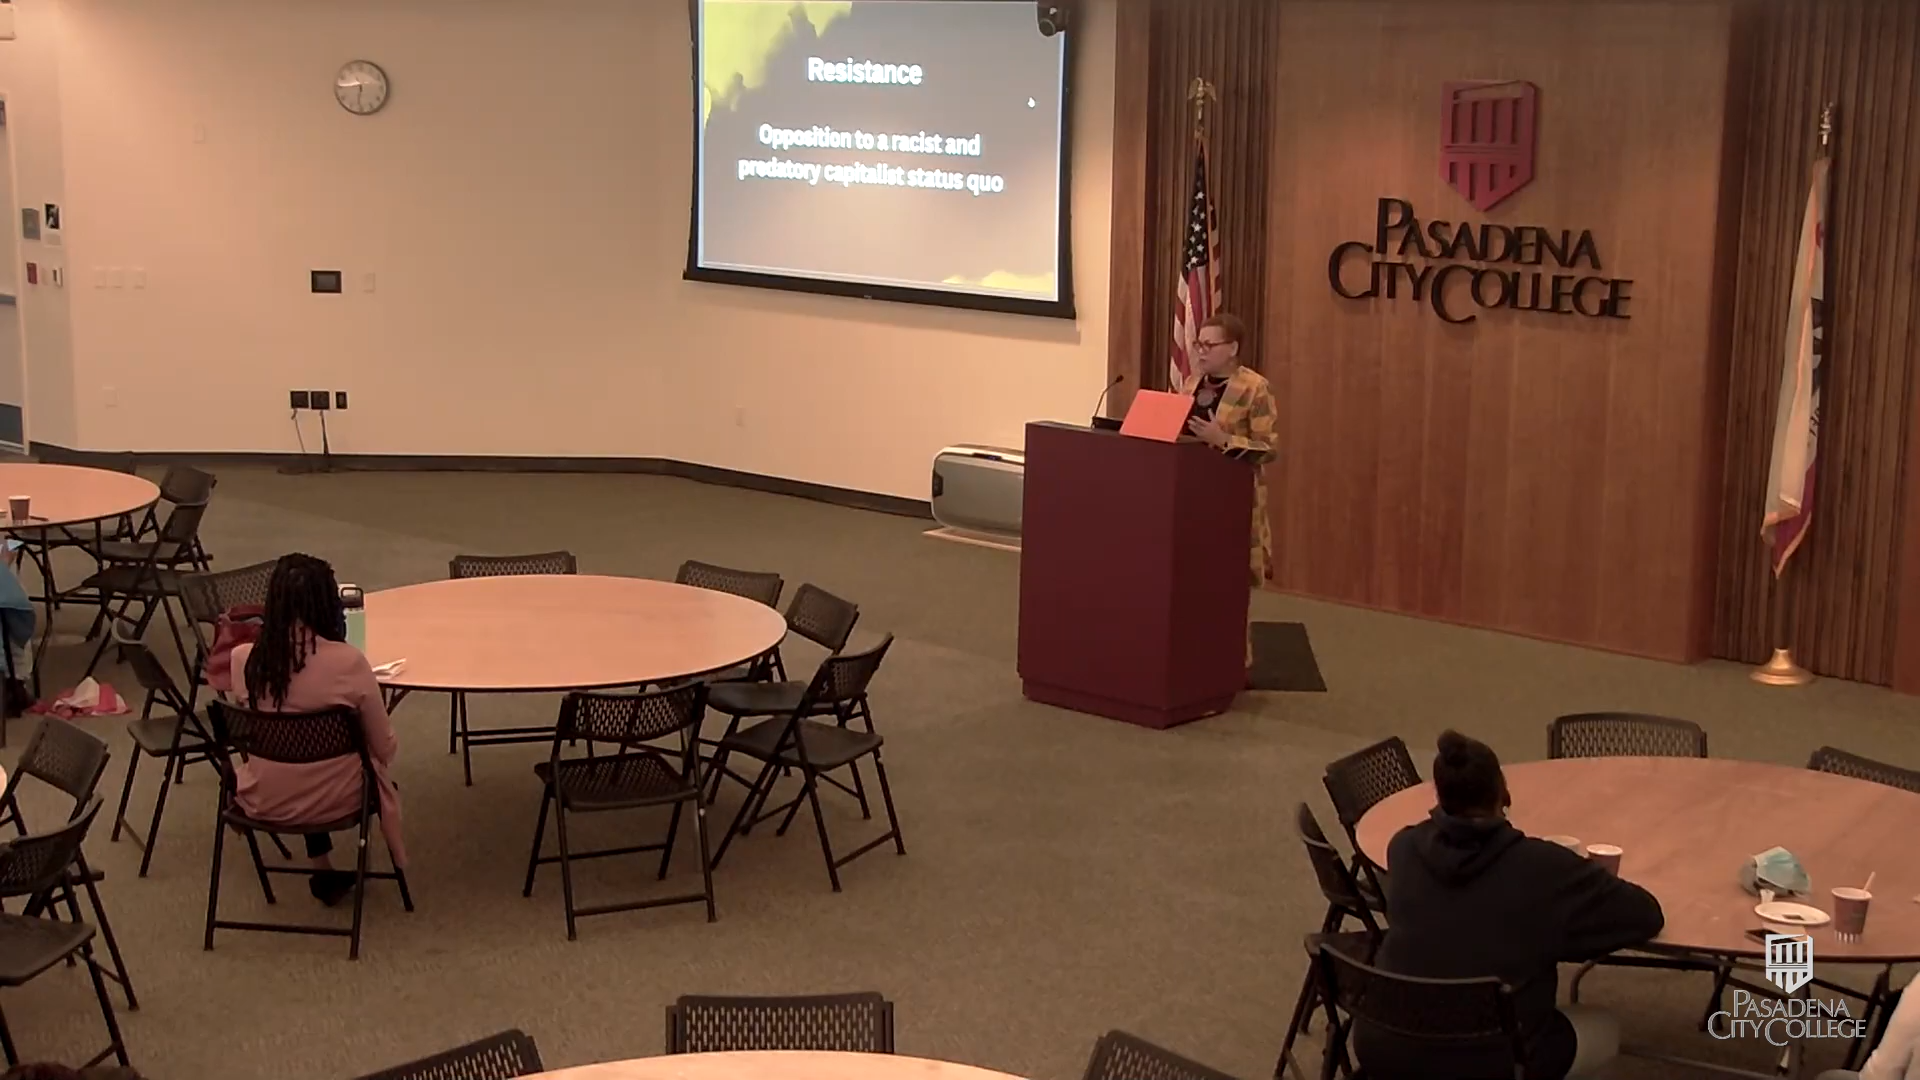 Resistance
Opposition to a racist and
predatory capitalist status quo
PASADENA
CITY COLLEGE
PASADENA
CITY COLLEGE